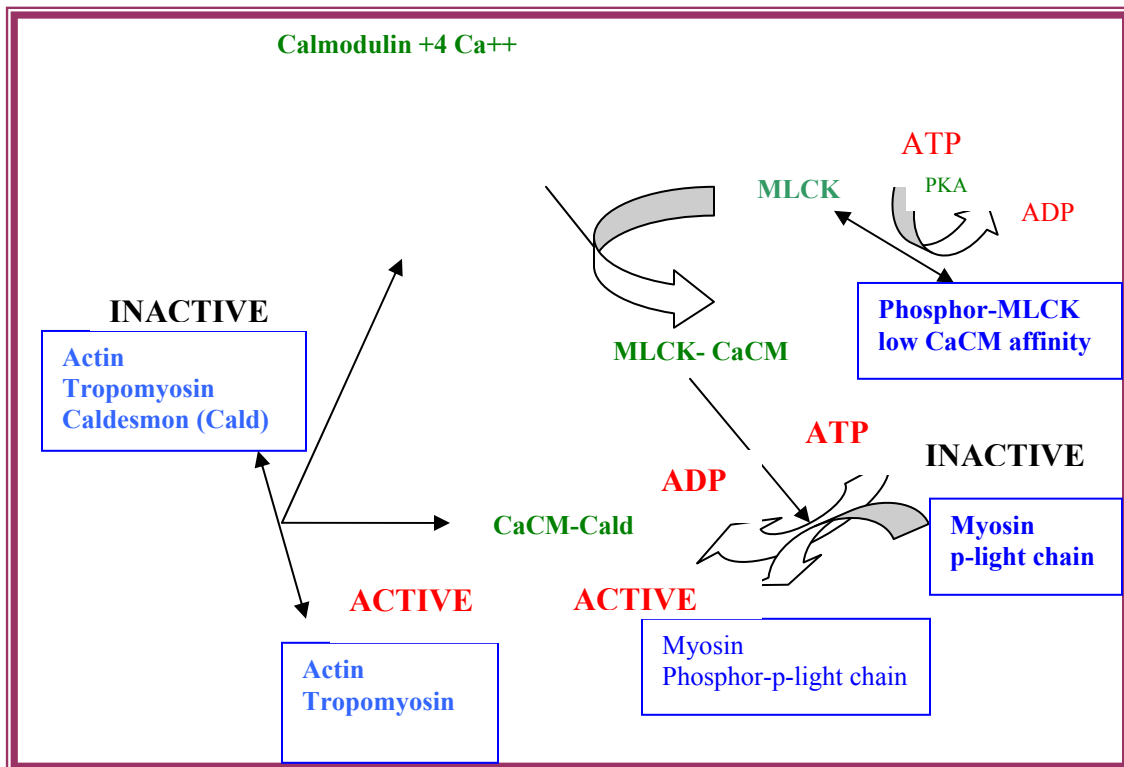 Calmodulin +4 Ca++
ATP
MLCK
PKA
ADP
INACTIVE
Phosphor-MLCK
low CaCM affinity
Actin
Tropomyosin
Caldesmon (Cald)
MLCK- CaCM
ATP
INACTIVE
ADP
CaCM-Cald
Myosin
p-light chain
ACTIVE
ACTIVE
Myosin
Phosphor-p-light chain
Actin
Tropomyosin